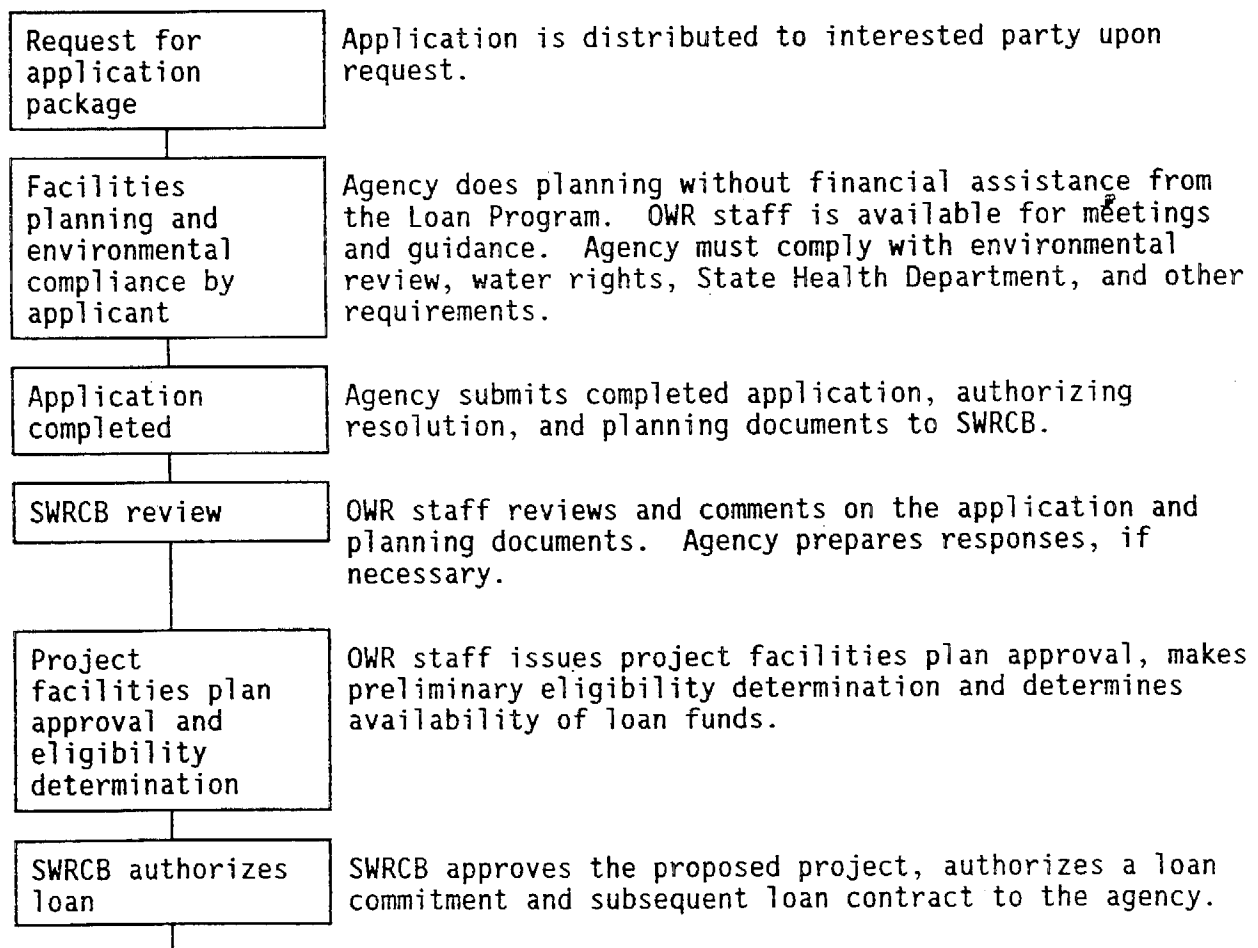 Request for
application
package
Application is distributed to interested party upon
request.
Facilities
planning and
environmental
compliance by
applicant
Agency does planning without financial assistance from
the Loan Program.  OWR staff is available for meetings
and guidance.  Agency must comply with environmental
review, water rights, State Health Department, and other
requirements.
Application
completed
Agency submits completed application, authorizing
resolution, and planning documents to SWRCB.
SWRCB review
OWR staff reviews and comments on the application and
planning documents.  Agency prepares responses, if
necessary.
Project
facilities plan
approval and
eligibility
determination
OWR staff issues project facilities plan approval, makes
preliminary eligibility determination and determines
availability of loan funds.
SWRCB authorizes
loan
SWRCB approves the proposed project, authorizes a loan
commitment and subsequent loan contract to the agency.